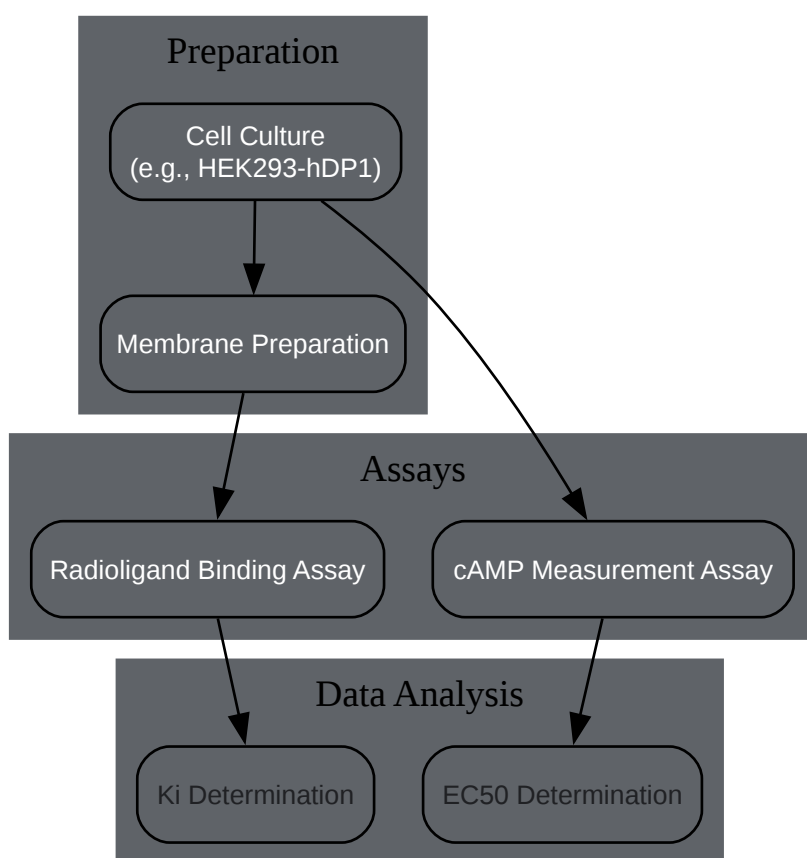 Preparation
Cell Culture
(e.g., HEK293-hDP1)
Membrane Preparation
Assays
Radioligand Binding Assay
cAMP Measurement Assay
Data Analysis
Ki Determination
EC50 Determination